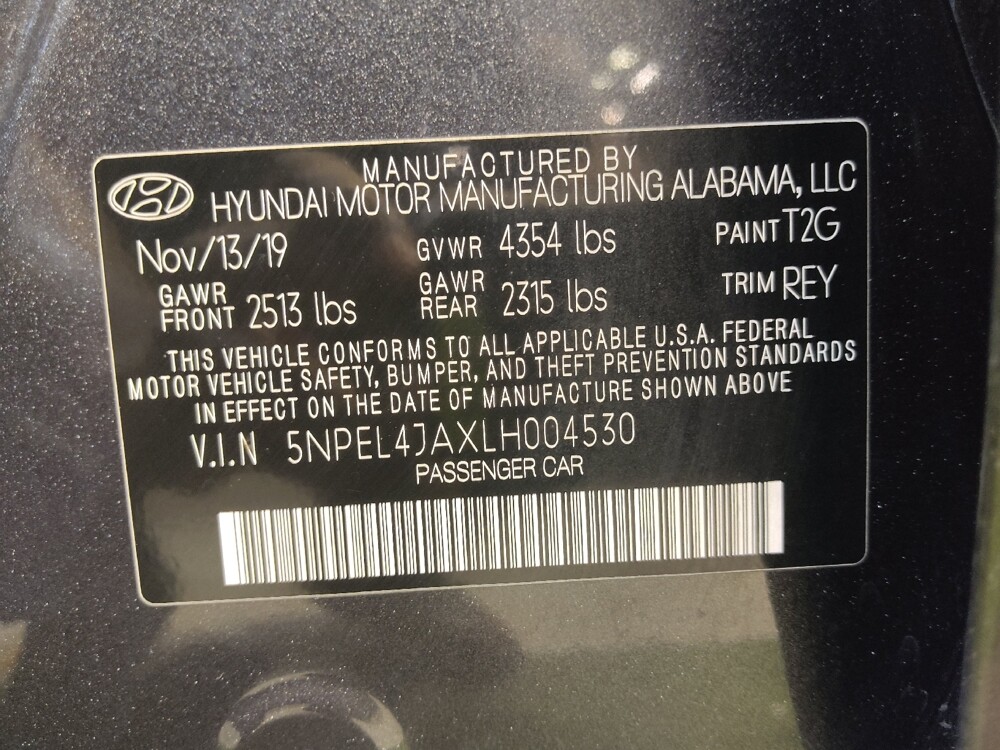 MANUFACTURED BY
HYUNDAI MOTOR MANUFACTURING ALABAMA, LLC
Nov/13/19 GVWR 4354 lbs PAINT T2G
GAWR FRONT 2513 lbs GAWR REAR 2315 lbs TRIM REY
THIS VEHICLE CONFORMS TO ALL APPLICABLE U.S.A. FEDERAL
MOTOR VEHICLE SAFETY, BUMPER, AND THEFT PREVENTION STANDARDS
IN EFFECT ON THE DATE OF MANUFACTURE SHOWN ABOVE
V.I.N 5NPEL4JAXLH004530
PASSENGER CAR